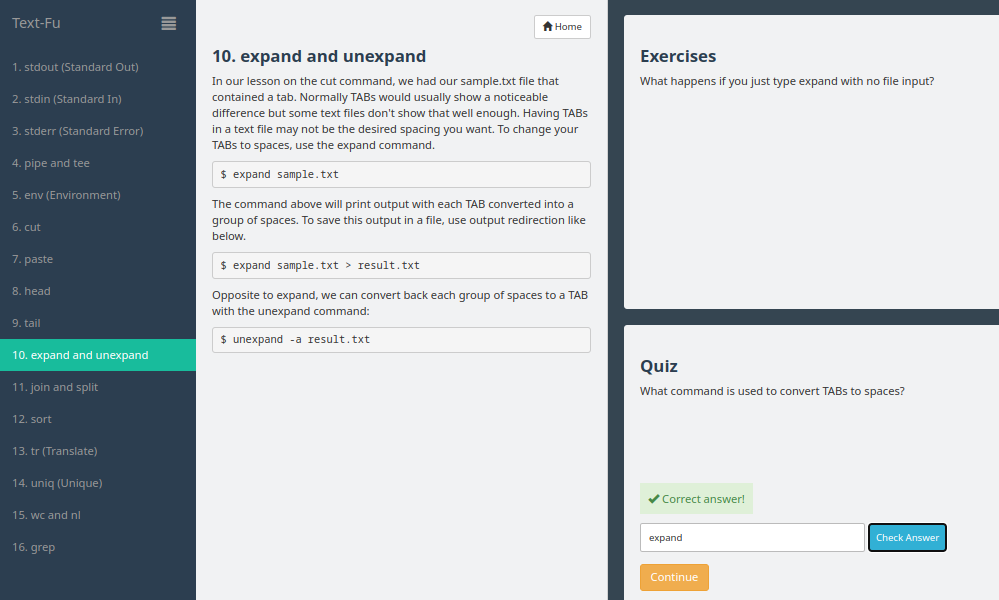 Text-Fu
1. stdout (Standard Out)
2. stdin (Standard In)
3. stderr (Standard Error)
4. pipe and tee
5. env (Environment)
6. cut
7. paste
8. head
9. tail
10. expand and unexpand
11. join and split
12. sort
13. tr (Translate)
14. uniq (Unique)
15. wc and nl
16. grep
Home
10. expand and unexpand
In our lesson on the cut command, we had our sample.txt file that
contained a tab. Normally TABs would usually show a noticeable
difference but some text files don't show that well enough. Having TABs
in a text file may not be the desired spacing you want. To change your
TABs to spaces, use the expand command.
$ expand sample.txt
The command above will print output with each TAB converted into a
group of spaces. To save this output in a file, use output redirection like
below.
$ expand sample.txt > result.txt
Opposite to expand, we can convert back each group of spaces to a TAB
with the unexpand command:
$ unexpand -a result.txt
Exercises
What happens if you just type expand with no file input?
Quiz
What command is used to convert TABs to spaces?
Correct answer!
expand
Check Answer
Continue